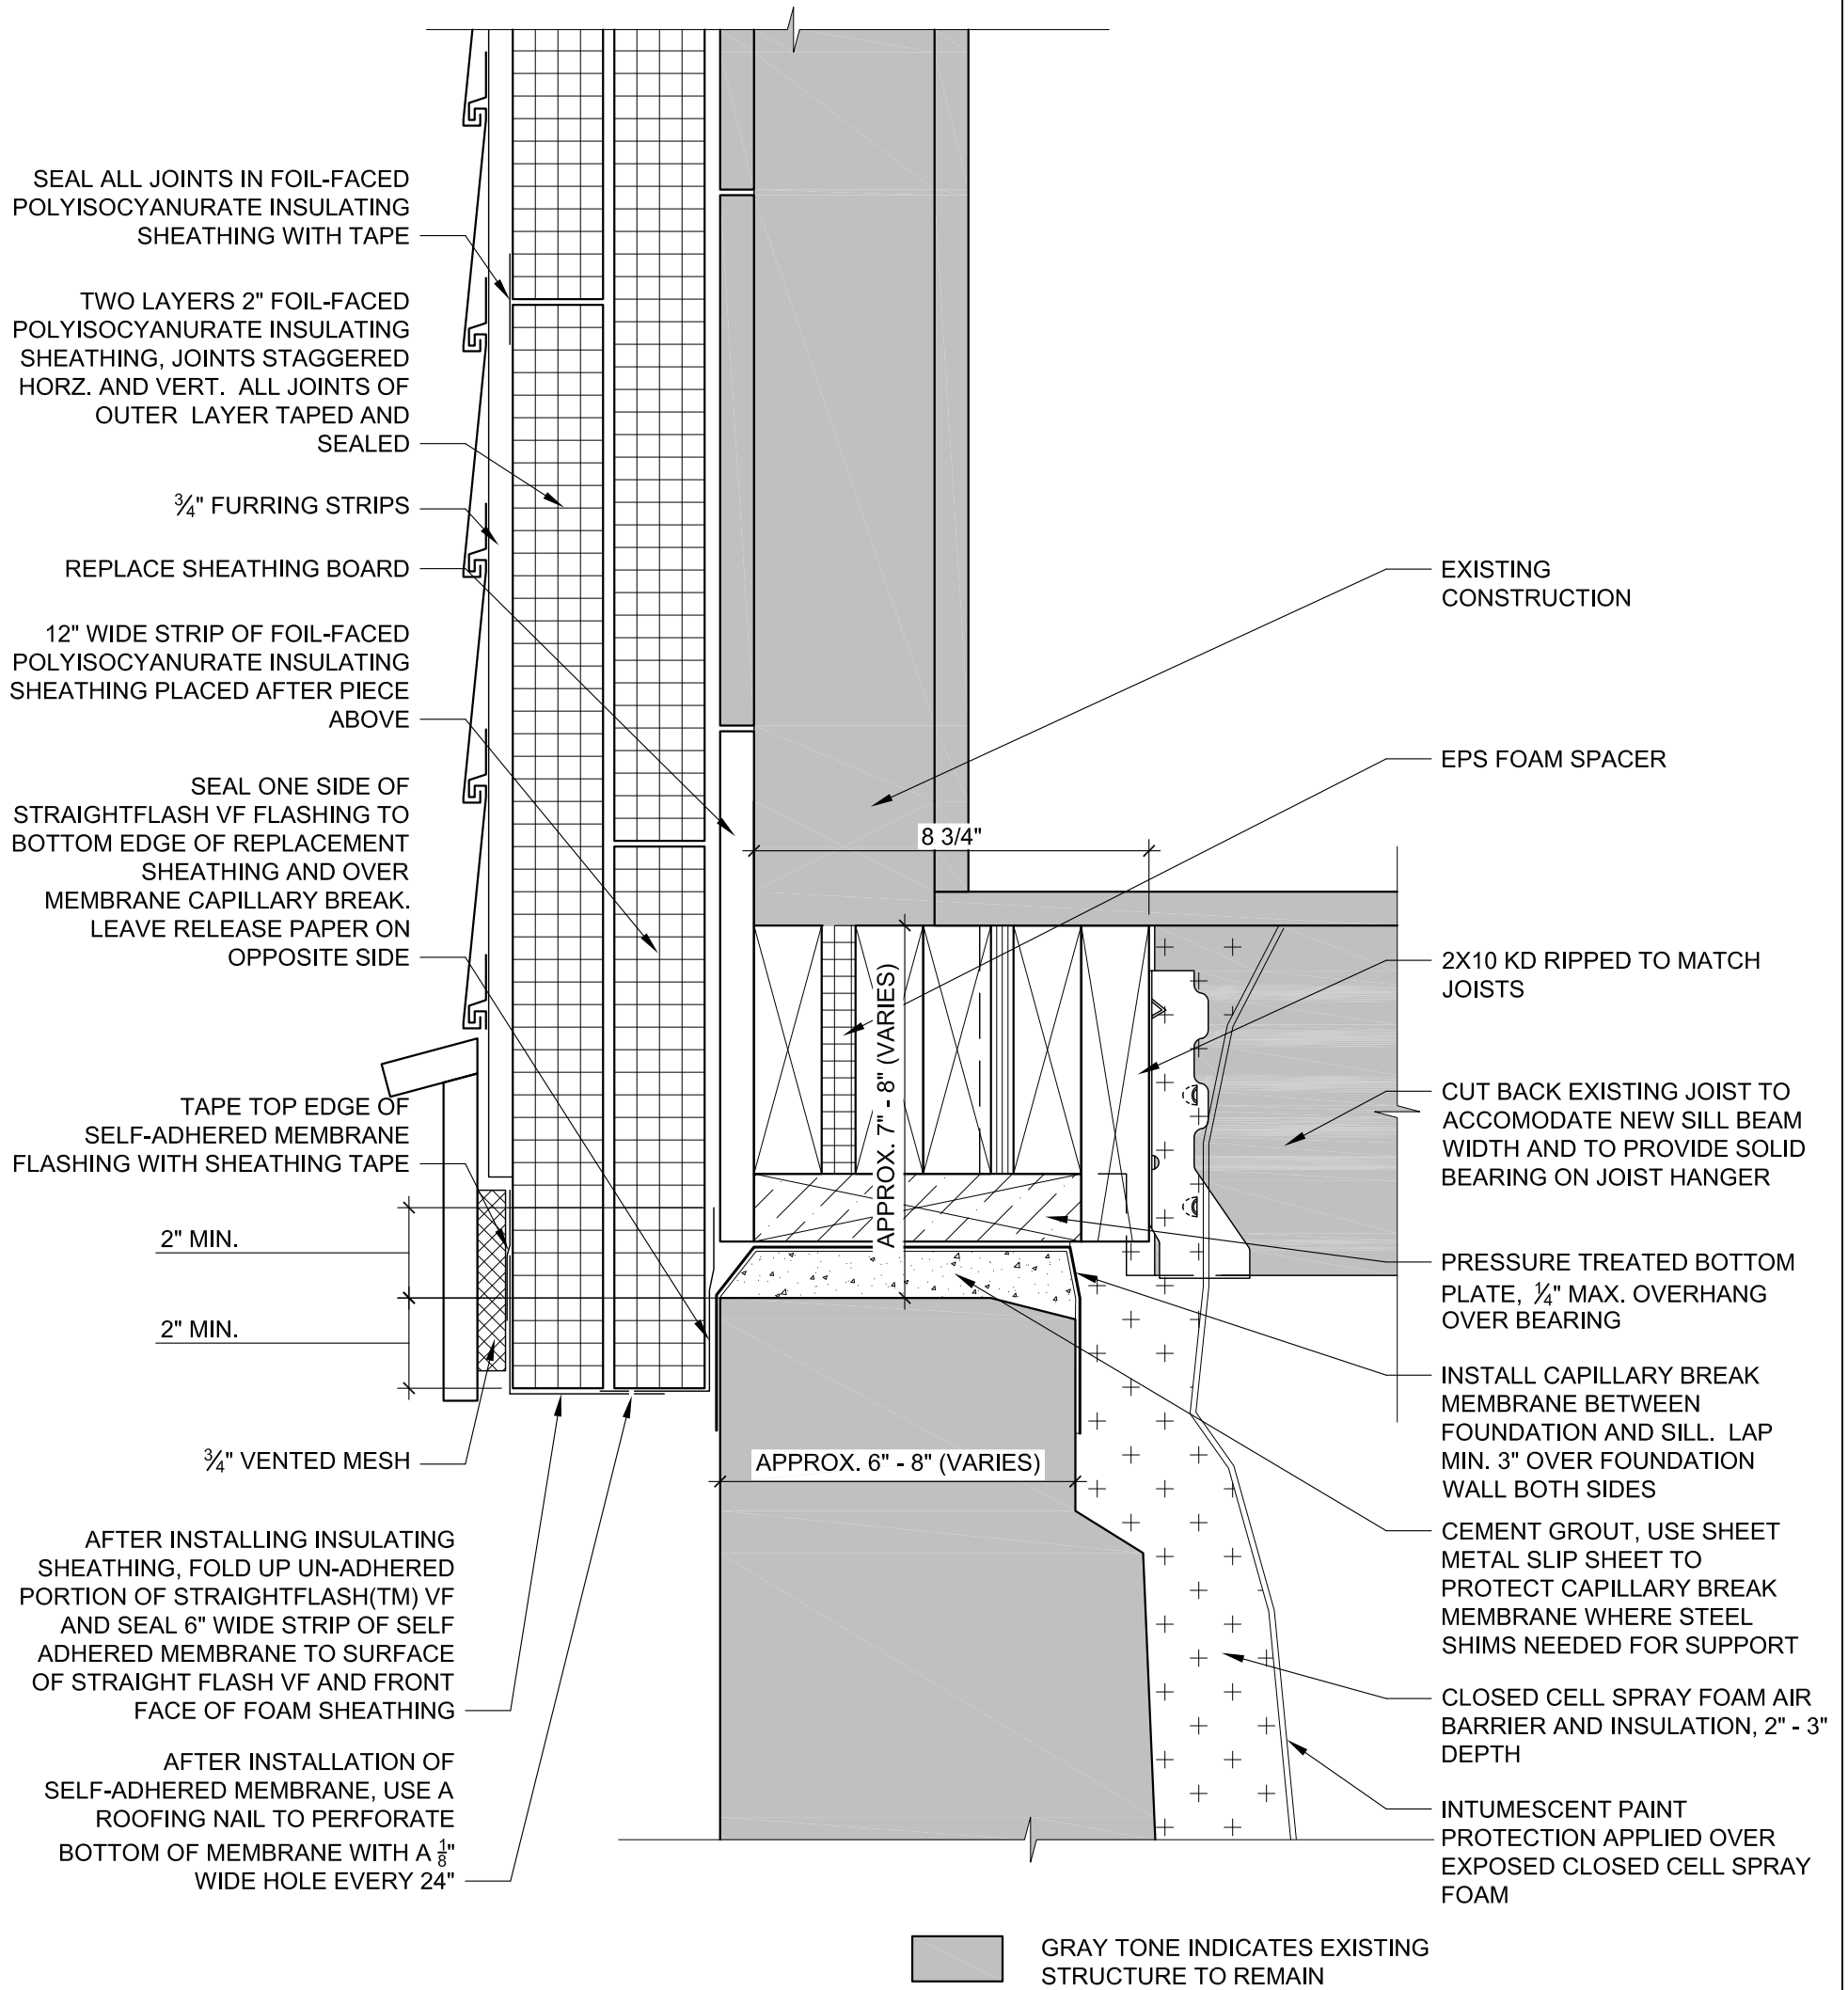 SEAL ALL JOINTS IN FOIL-FACED
POLYISOCYANURATE INSULATING
SHEATHING WITH TAPE
TWO LAYERS 2" FOIL-FACED
POLYISOCYANURATE INSULATING
SHEATHING, JOINTS STAGGERED
HORZ. AND VERT. ALL JOINTS OF
OUTER LAYER TAPED AND
SEALED
¾" FURRING STRIPS
REPLACE SHEATHING BOARD
12" WIDE STRIP OF FOIL-FACED
POLYISOCYANURATE INSULATING
SHEATHING PLACED AFTER PIECE
ABOVE
SEAL ONE SIDE OF
STRAIGHTFLASH VF FLASHING TO
BOTTOM EDGE OF REPLACEMENT
SHEATHING AND OVER
MEMBRANE CAPILLARY BREAK.
LEAVE RELEASE PAPER ON
OPPOSITE SIDE
TAPE TOP EDGE OF
SELF-ADHERED MEMBRANE
FLASHING WITH SHEATHING TAPE
2" MIN.
2" MIN.
¾" VENTED MESH
AFTER INSTALLING INSULATING
SHEATHING, FOLD UP UN-ADHERED
PORTION OF STRAIGHTFLASH(TM) VF
AND SEAL 6" WIDE STRIP OF SELF
ADHERED MEMBRANE TO SURFACE
OF STRAIGHT FLASH VF AND FRONT
FACE OF FOAM SHEATHING
AFTER INSTALLATION OF
SELF-ADHERED MEMBRANE, USE A
ROOFING NAIL TO PERFORATE
BOTTOM OF MEMBRANE WITH A ⅛"
WIDE HOLE EVERY 24"
8 3/4"
APPROX. 7" - 8" (VARIES)
APPROX. 6" - 8" (VARIES)
EXISTING
CONSTRUCTION
EPS FOAM SPACER
2X10 KD RIPPED TO MATCH
JOISTS
CUT BACK EXISTING JOIST TO
ACCOMODATE NEW SILL BEAM
WIDTH AND TO PROVIDE SOLID
BEARING ON JOIST HANGER
PRESSURE TREATED BOTTOM
PLATE, ¼" MAX. OVERHANG
OVER BEARING
INSTALL CAPILLARY BREAK
MEMBRANE BETWEEN
FOUNDATION AND SILL. LAP
MIN. 3" OVER FOUNDATION
WALL BOTH SIDES
CEMENT GROUT, USE SHEET
METAL SLIP SHEET TO
PROTECT CAPILLARY BREAK
MEMBRANE WHERE STEEL
SHIMS NEEDED FOR SUPPORT
CLOSED CELL SPRAY FOAM AIR
BARRIER AND INSULATION, 2" - 3"
DEPTH
INTUMESCENT PAINT
PROTECTION APPLIED OVER
EXPOSED CLOSED CELL SPRAY
FOAM
GRAY TONE INDICATES EXISTING
STRUCTURE TO REMAIN